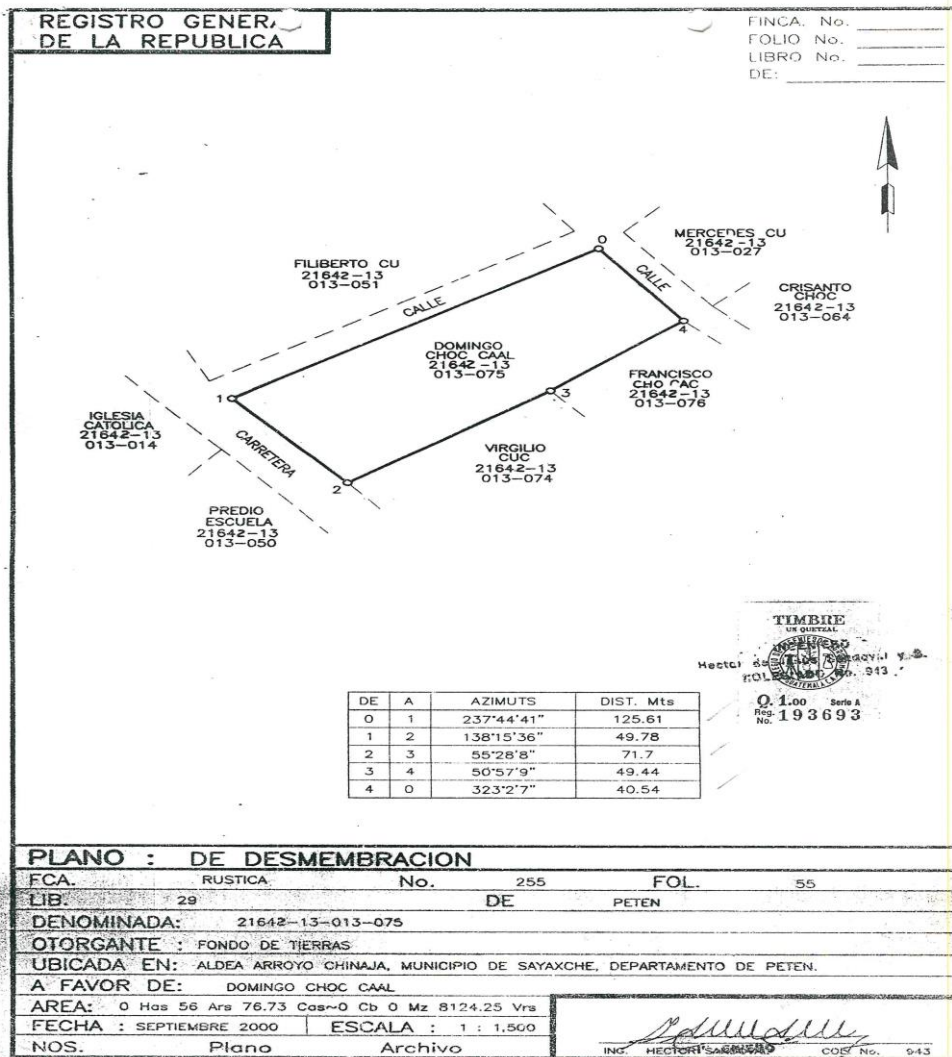 REGISTRO GENERA
DE LA REPUBLICA
FINCA. No.
FOLIO No.
LIBRO No.
DE:
MERCEDES CU
21642-13
013-027
FILIBERTO CU
21642-13
013-051
CALLE
CALLE
CRISANTO
CHOC
21642-13
013-064
0
4
DOMINGO
CHOC CAAL
21642-13
013-075
FRANCISCO
CHO CAC
21642-13
013-076
1
3
IGLESIA
CATOLICA
21642-13
013-014
CARRETERA
VIRGILIO
CUC
21642-13
013-074
2
PREDIO
ESCUELA
21642-13
013-050
TIMBRE
UN QUETZAL
Q. 1.00 Serie A
Reg. No. 193693
DE A AZIMUTS DIST. Mts
0 1 237°44'41" 125.61
1 2 138°15'36" 49.78
2 3 55°28'8" 71.7
3 4 50°57'9" 49.44
4 0 323°2'7" 40.54
PLANO : DE DESMEMBRACION
FCA. RUSTICA No. 255 FOL. 55
LIB. 29 DE PETEN
DENOMINADA: 21642-13-013-075
OTORGANTE : FONDO DE TIERRAS
UBICADA EN: ALDEA ARROYO CHINAJA, MUNICIPIO DE SAYAXCHE, DEPARTAMENTO DE PETEN.
A FAVOR DE: DOMINGO CHOC CAAL
AREA: 0 Has 56 Ars 76.73 Cas~0 Cb 0 Mz 8124.25 Vrs
FECHA : SEPTIEMBRE 2000 ESCALA : 1 : 1,500
NOS. Plano Archivo
ING. HECTOR COL No. 943